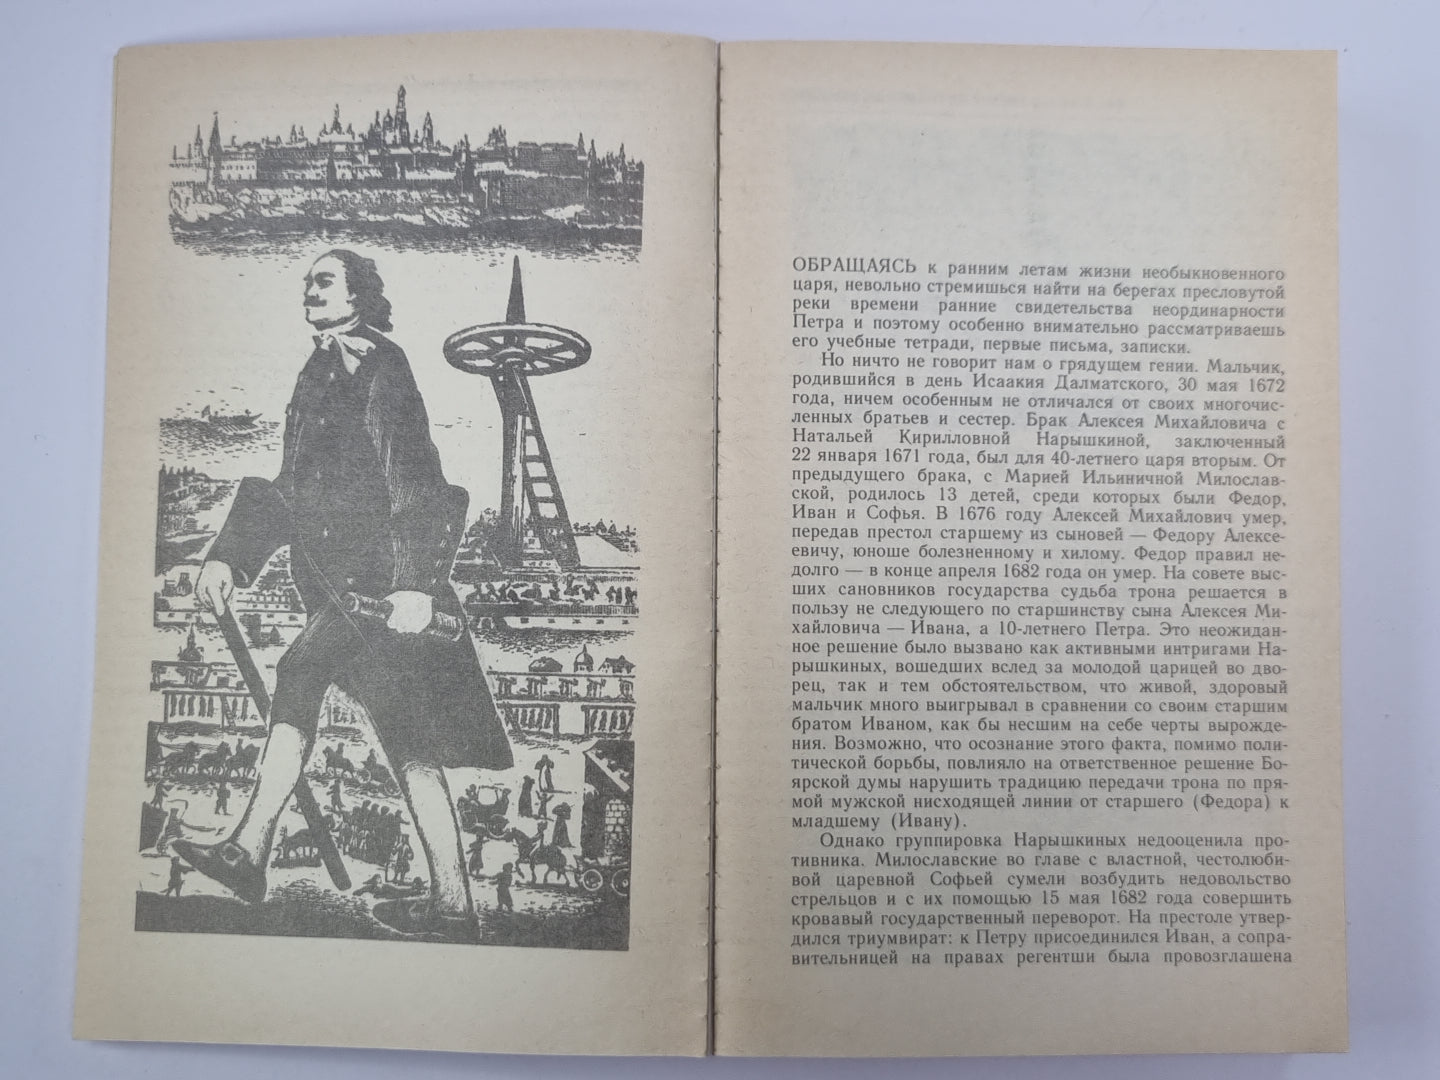 ОБРАЩАЯСЬ к ранним летам жизни необыкновенного
царя, невольно стремишься найти на берегах пресловутой
реки времени ранние свидетельства неординарности
Петра и поэтому особенно внимательно рассматриваешь
его учебные тетради, первые письма, записки.
Но ничто не говорит нам о грядущем гении. Мальчик,
родившийся в день Исаакия Далматского, 30 мая 1672
года, ничем особенным не отличался от своих многочис-
ленных братьев и сестер. Брак Алексея Михайловича с
Натальей Кирилловной Нарышкиной, заключенный
22 января 1671 года, был для 40-летнего царя вторым. От
предыдущего брака, с Марией Ильиничной Милослав-
ской, родилось 13 детей, среди которых были Федор,
Иван и Софья. В 1676 году Алексей Михайлович умер,
передав престол старшему из сыновей — Федору Алексе-
евичу, юноше болезненному и хилому. Федор правил не-
долго — в конце апреля 1682 года он умер. На совете выс-
ших сановников государства судьба трона решается в
пользу не следующего по старшинству сына Алексея Ми-
хайловича — Ивана, а 10-летнего Петра. Это неожидан-
ное решение было вызвано как активными интригами На-
рышкиных, вошедших вслед за молодой царицей во дво-
рец, так и тем обстоятельством, что живой, здоровый
мальчик много выигрывал в сравнении со своим старшим
братом Иваном, как бы несшим на себе черты вырожде-
ния. Возможно, что осознание этого факта, помимо поли-
тической борьбы, повлияло на ответственное решение Бо-
ярской думы нарушить традицию передачи трона по пря-
мой мужской нисходящей линии от старшего (Федора) к
младшему (Ивану).
Однако группировка Нарышкиных недооценила про-
тивника. Милославские во главе с властной, честолюби-
вой царевной Софьей сумели возбудить недовольство
стрельцов и с их помощью 15 мая 1682 года совершить
кровавый государственный переворот. На престоле утвер-
дился триумвират: к Петру присоединился Иван, а сопра-
вительницей на правах регентши была провозглашена